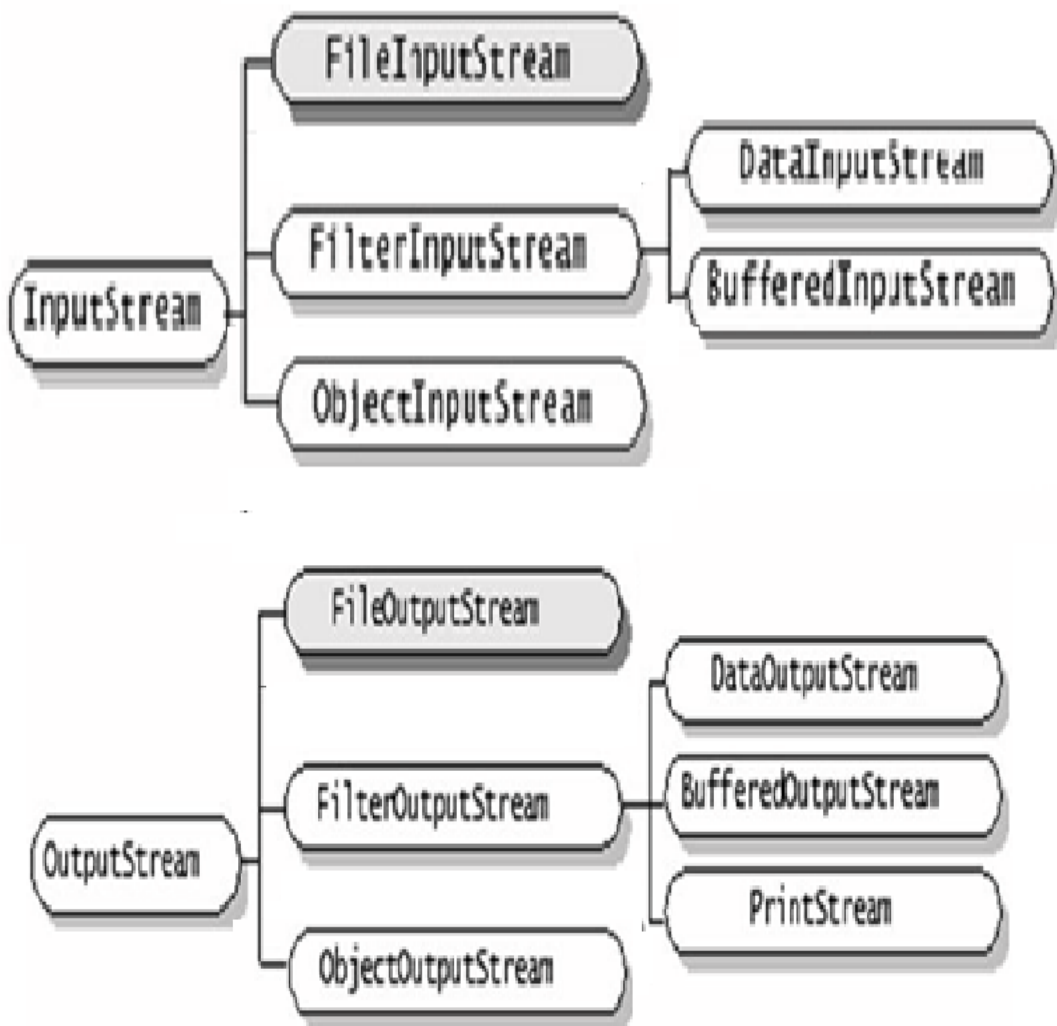 FileInputStream
DataInputStream
FilterInputStream
BufferedInputStream
InputStream
ObjectInputStream
FileOutputStream
DataOutputStream
FilterOutputStream
BufferedOutputStream
OutputStream
PrintStream
ObjectOutputStream